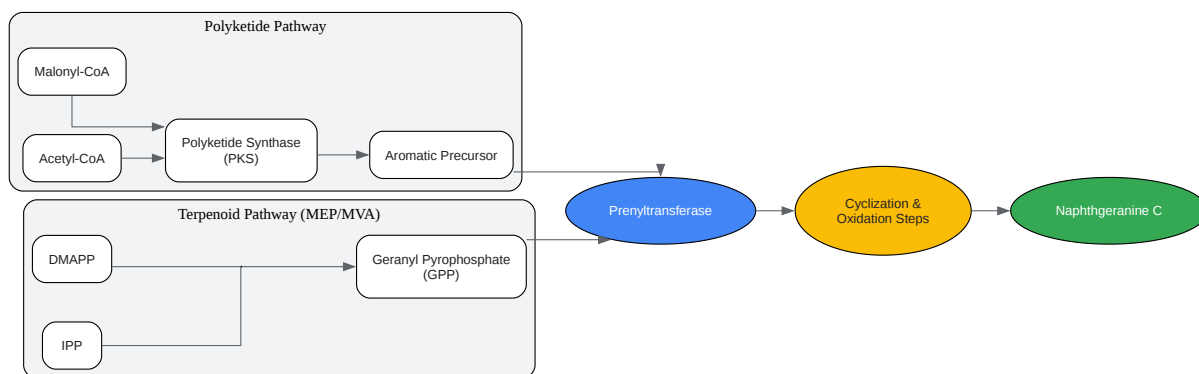 Polyketide Pathway
Malonyl-CoA
Acetyl-CoA
Polyketide Synthase
(PKS)
Aromatic Precursor
Terpenoid Pathway (MEP/MVA)
DMAPP
IPP
Geranyl Pyrophosphate
(GPP)
Prenyltransferase
Cyclization &
Oxidation Steps
Naphthgeranine C